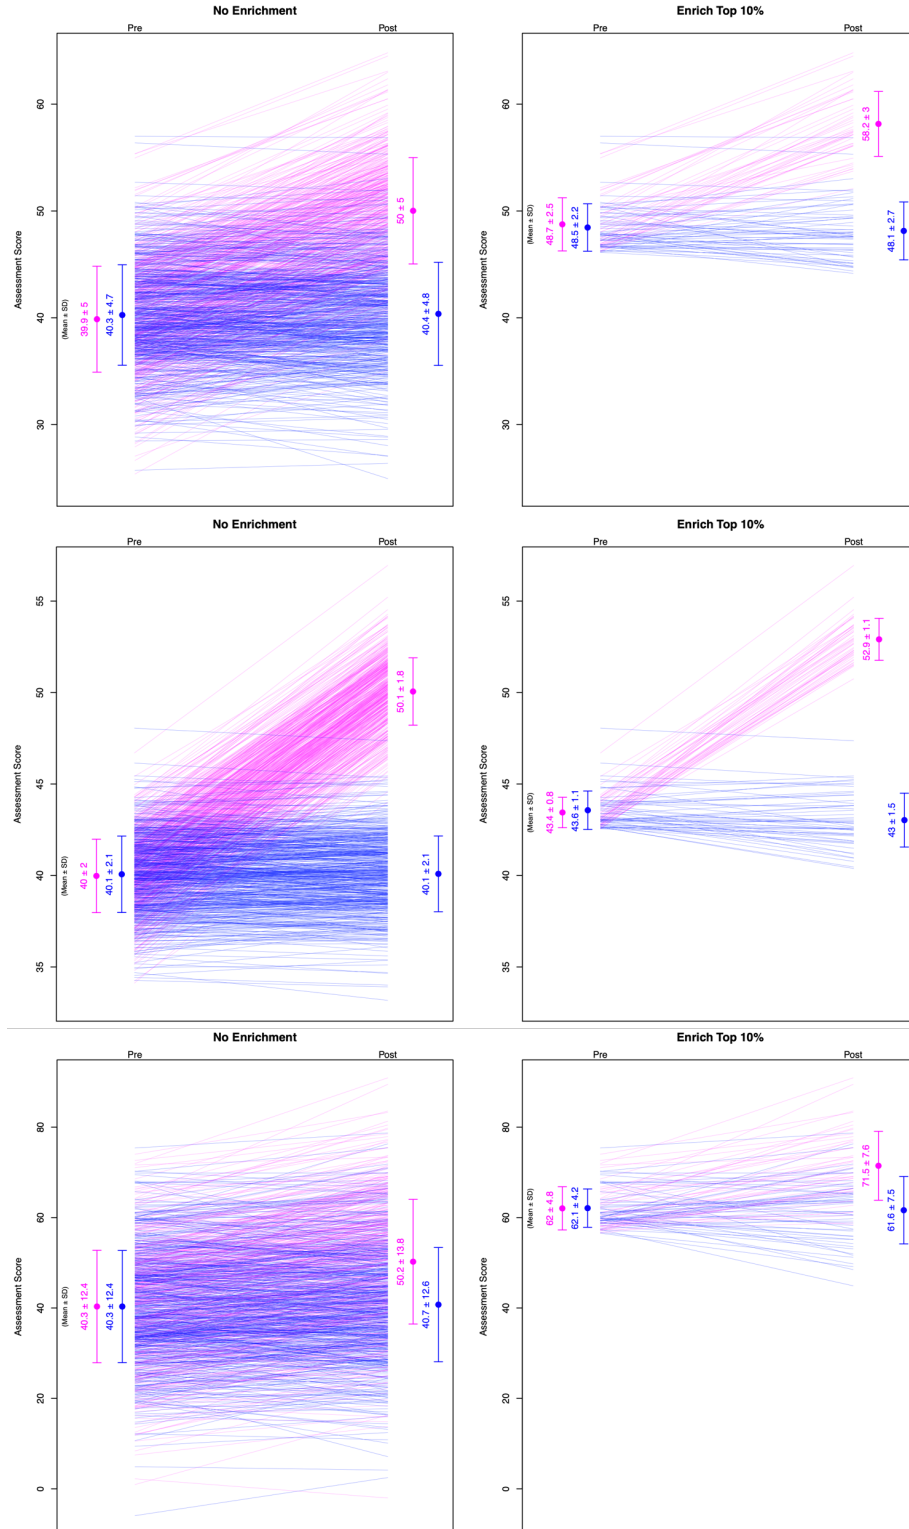 No Enrichment
Pre
Post
Assessment Score
60
50
40
30
(Mean ± SD)
39.9 ± 5
40.3 ± 4.7
50 ± 5
40.4 ± 4.8
Enrich Top 10%
Pre
Post
Assessment Score
60
50
40
30
(Mean ± SD)
48.7 ± 2.5
48.5 ± 2.2
58.2 ± 3
48.1 ± 2.7
No Enrichment
Pre
Post
Assessment Score
55
50
45
40
35
(Mean ± SD)
40 ± 2
40.1 ± 2.1
50.1 ± 1.8
40.1 ± 2.1
Enrich Top 10%
Pre
Post
Assessment Score
55
50
45
40
35
(Mean ± SD)
43.4 ± 0.8
43.6 ± 1.1
52.9 ± 1.1
43 ± 1.5
No Enrichment
Pre
Post
Assessment Score
80
60
40
20
0
(Mean ± SD)
40.3 ± 12.4
40.3 ± 12.4
50.2 ± 13.8
40.7 ± 12.6
Enrich Top 10%
Pre
Post
Assessment Score
80
60
40
20
0
(Mean ± SD)
62 ± 4.8
62.1 ± 4.2
71.5 ± 7.6
61.6 ± 7.5